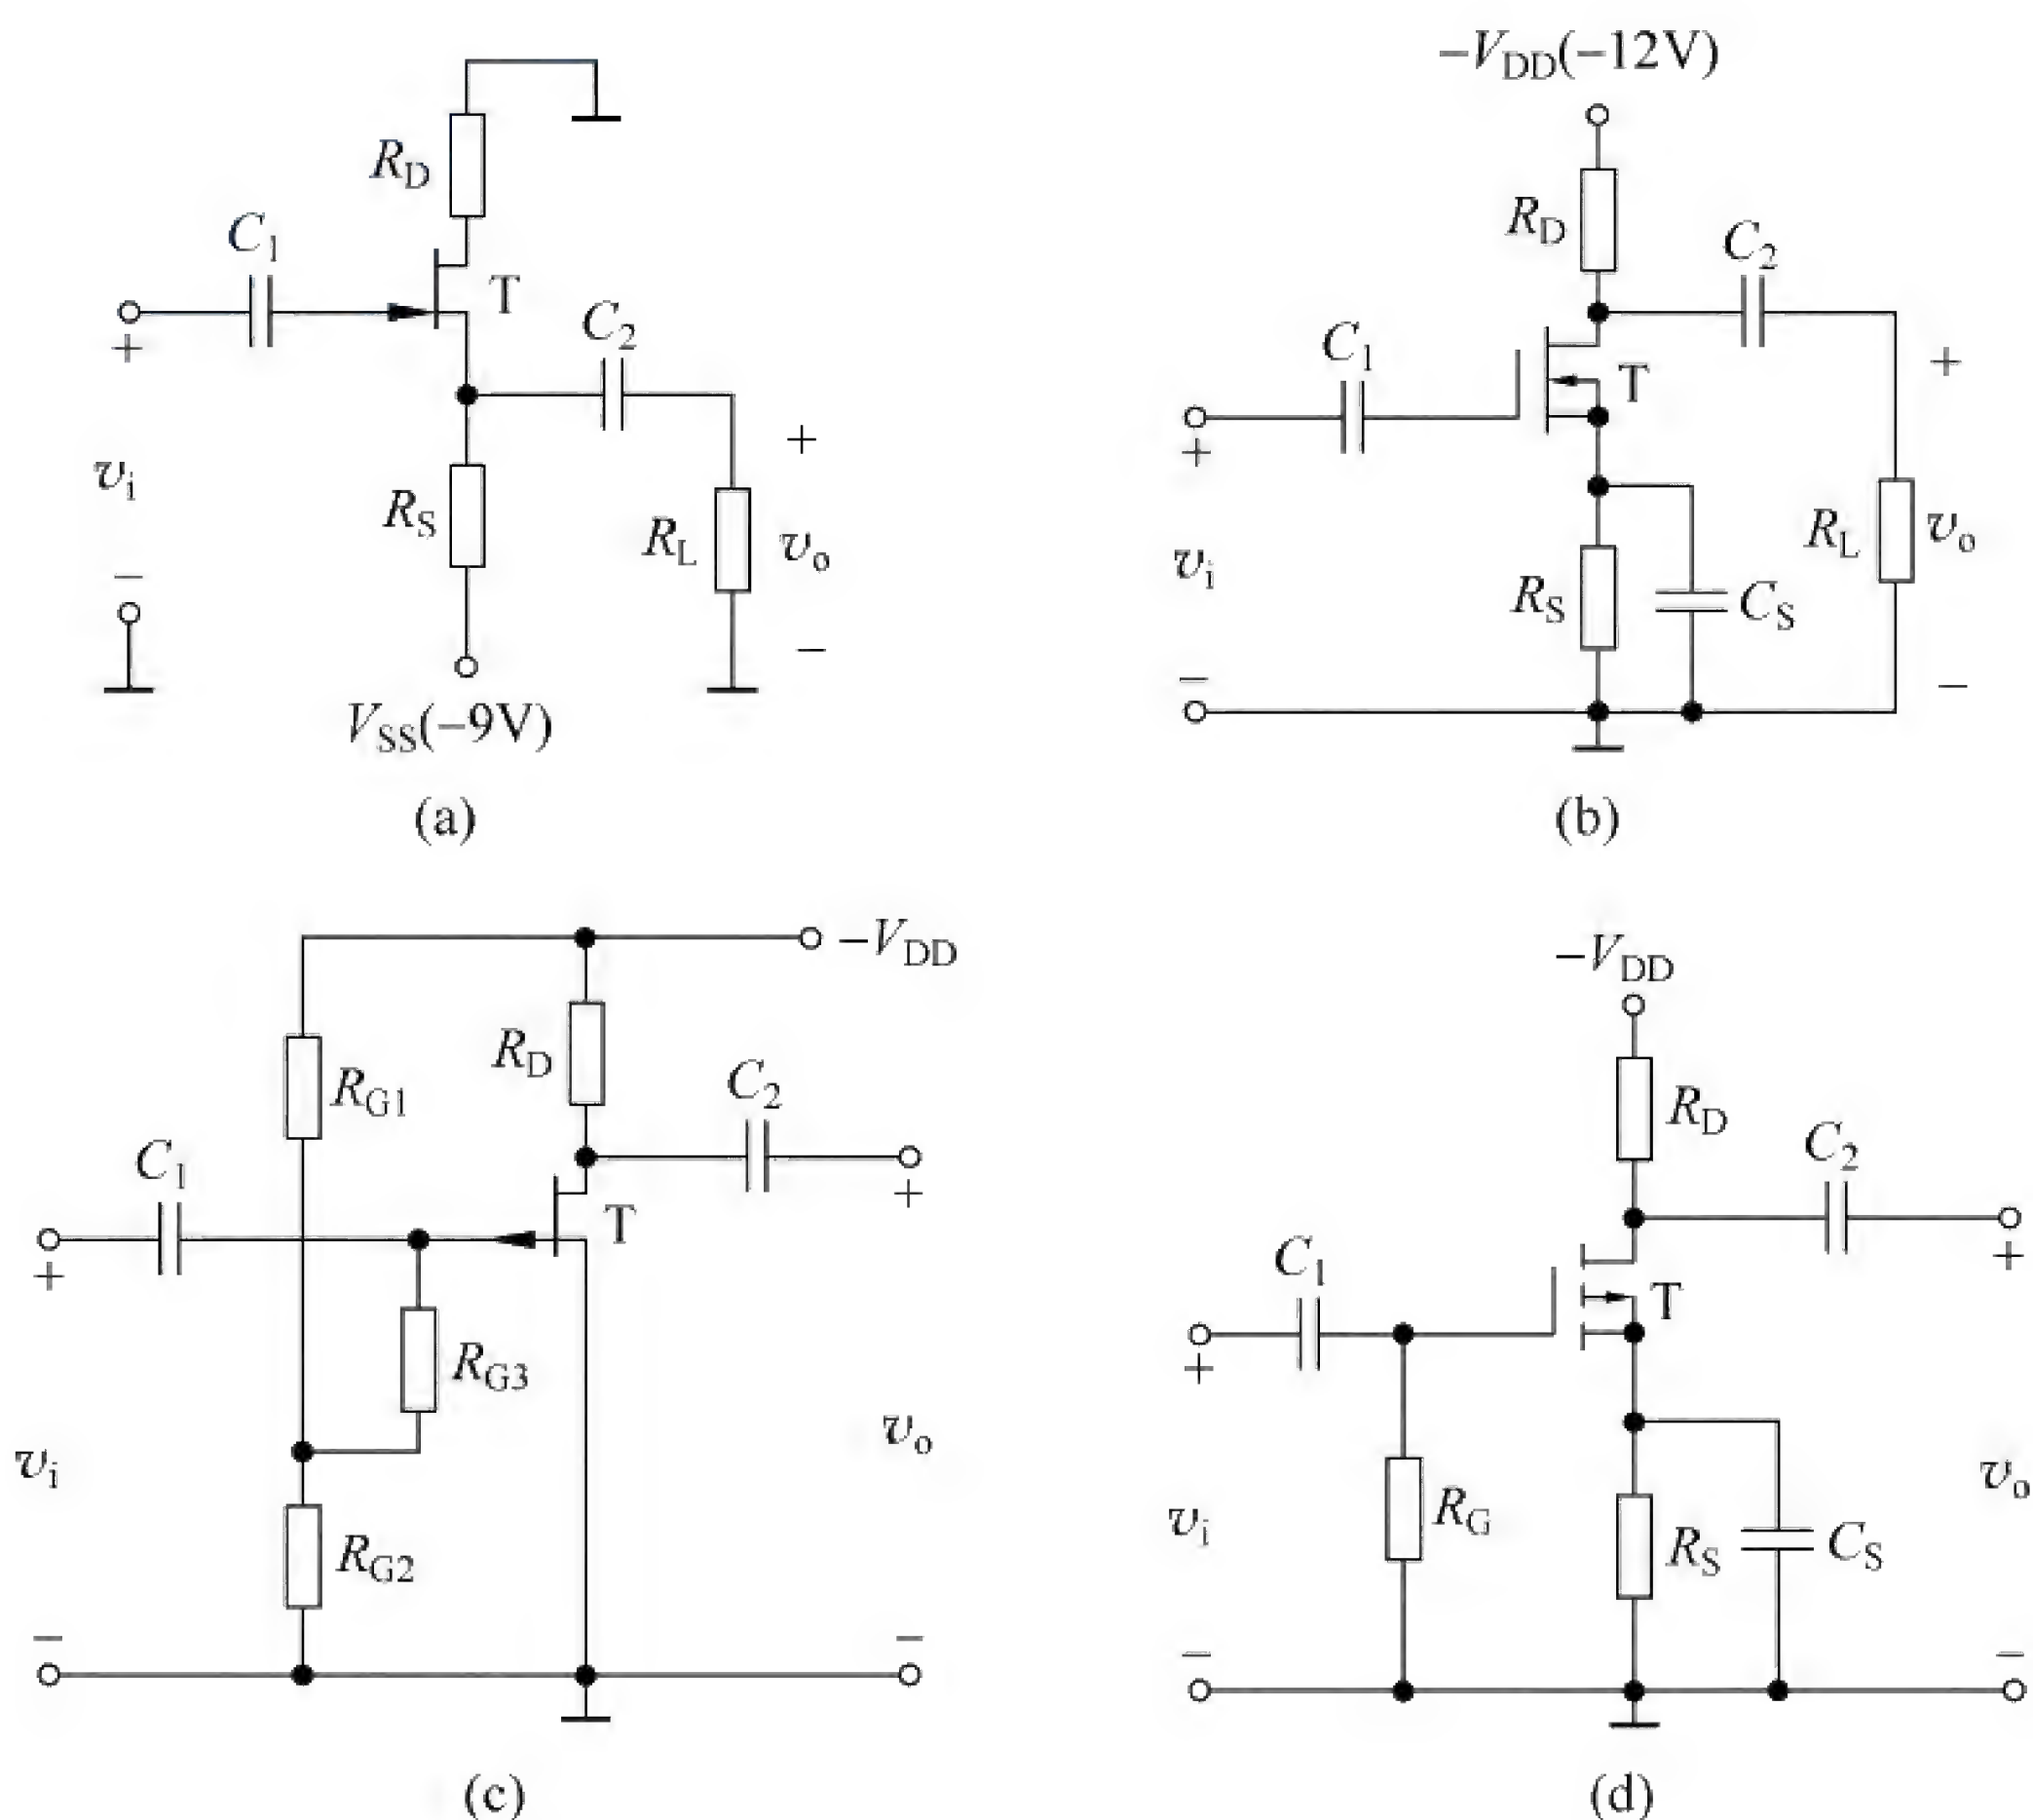 R_D
C_1
T
C_2
+
v_i
R_S
+
R_L
v_o
−
−
V_SS(−9V)
(a)
−V_DD(−12V)
R_D
C_2
C_1
T
+
+
v_i
R_S
C_S
R_L
v_o
−
−
(b)
−V_DD
R_D
R_G1
C_2
C_1
T
+
+
R_G3
v_i
v_o
R_G2
−
−
(c)
−V_DD
R_D
C_2
C_1
T
+
+
R_G
v_i
R_S
C_S
v_o
−
−
(d)